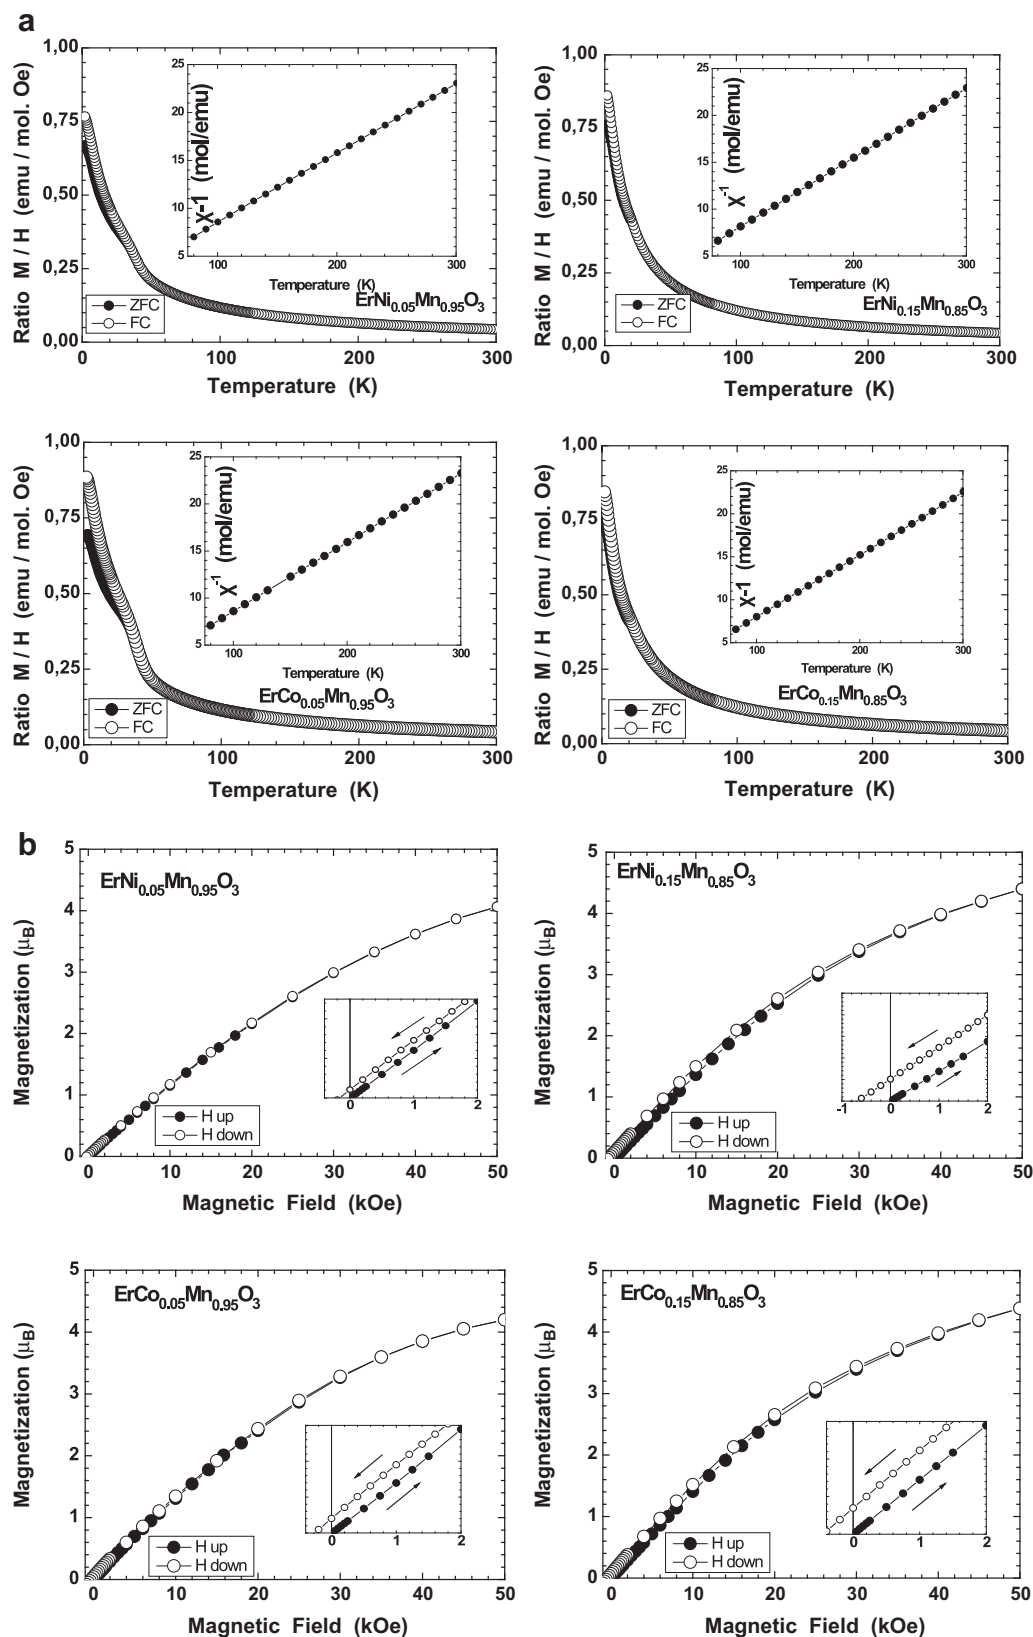 a
1,00
0,75
0,50
0,25
0,00
Ratio M / H (emu / mol. Oe)
25
20
15
10
5
χ-1 (mol/emu)
100 200 300
Temperature (K)
ErNi0.05Mn0.95O3
ZFC
FC
0 100 200 300
Temperature (K)
1,00
0,75
0,50
0,25
0,00
Ratio M / H (emu / mol. Oe)
25
20
15
10
5
χ-1 (mol/emu)
100 200 300
Temperature (K)
ErNi0.15Mn0.85O3
ZFC
FC
0 100 200 300
Temperature (K)
1,00
0,75
0,50
0,25
0,00
Ratio M / H (emu / mol. Oe)
25
20
15
10
5
χ-1 (mol/emu)
100 200 300
Temperature (K)
ErCo0.05Mn0.95O3
ZFC
FC
0 100 200 300
Temperature (K)
1,00
0,75
0,50
0,25
0,00
Ratio M / H (emu / mol. Oe)
25
20
15
10
5
χ-1 (mol/emu)
100 200 300
Temperature (K)
ErCo0.15Mn0.85O3
ZFC
FC
0 100 200 300
Temperature (K)
b
5
4
3
2
1
0
Magnetization (μB)
ErNi0.05Mn0.95O3
0 1 2
H up
H down
0 10 20 30 40 50
Magnetic Field (kOe)
5
4
3
2
1
0
Magnetization (μB)
ErNi0.15Mn0.85O3
-1 0 1 2
H up
H down
0 10 20 30 40 50
Magnetic Field (kOe)
5
4
3
2
1
0
Magnetization (μB)
ErCo0.05Mn0.95O3
0 1 2
H up
H down
0 10 20 30 40 50
Magnetic Field (kOe)
5
4
3
2
1
0
Magnetization (μB)
ErCo0.15Mn0.85O3
0 1 2
H up
H down
0 10 20 30 40 50
Magnetic Field (kOe)